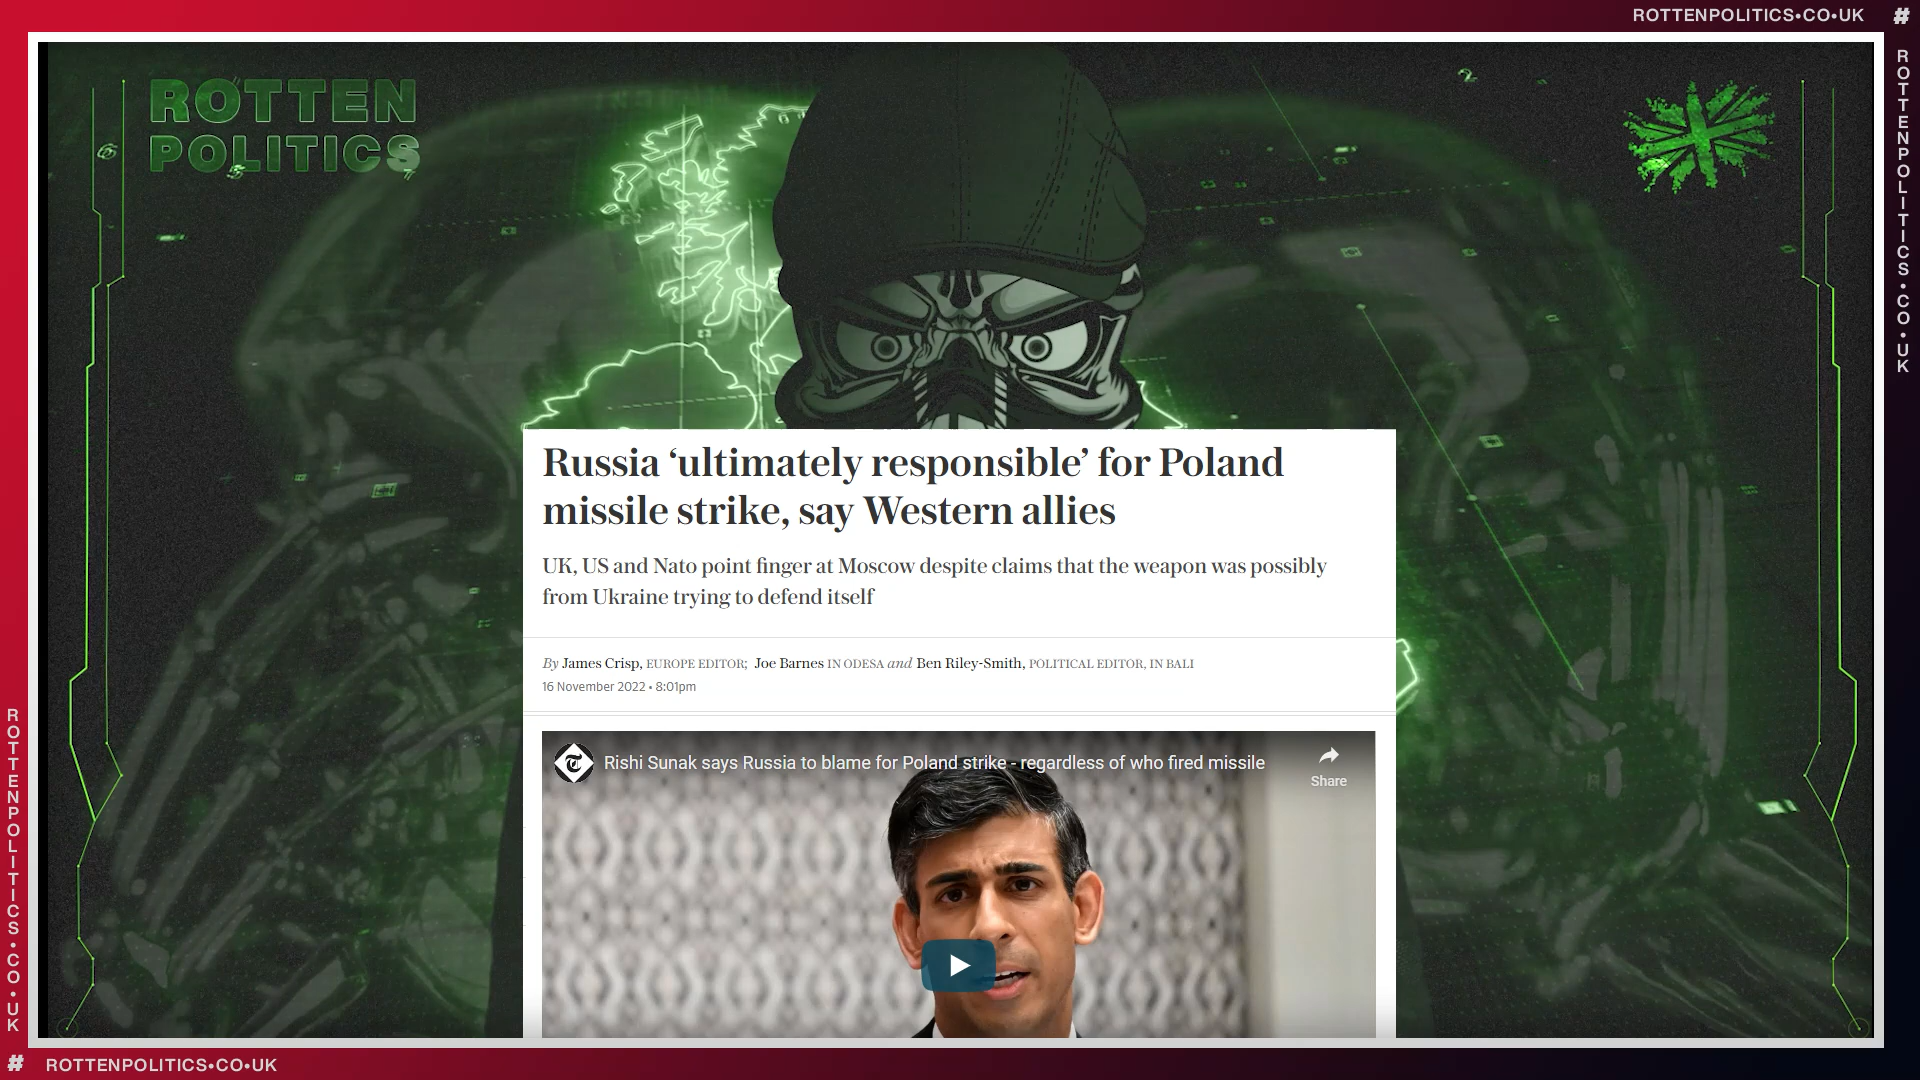 ROTTENPOLITICS•CO•UK #
ROTTENPOLITICS•CO•UK
ROTTEN
POLITICS
Russia ‘ultimately responsible’ for Poland
missile strike, say Western allies
UK, US and Nato point finger at Moscow despite claims that the weapon was possibly
from Ukraine trying to defend itself
By James Crisp, EUROPE EDITOR; Joe Barnes IN ODESA and Ben Riley-Smith, POLITICAL EDITOR, IN BALI
16 November 2022 • 8:01pm
Rishi Sunak says Russia to blame for Poland strike - regardless of who fired missile
Share
ROTTENPOLITICS•CO•UK
# ROTTENPOLITICS•CO•UK